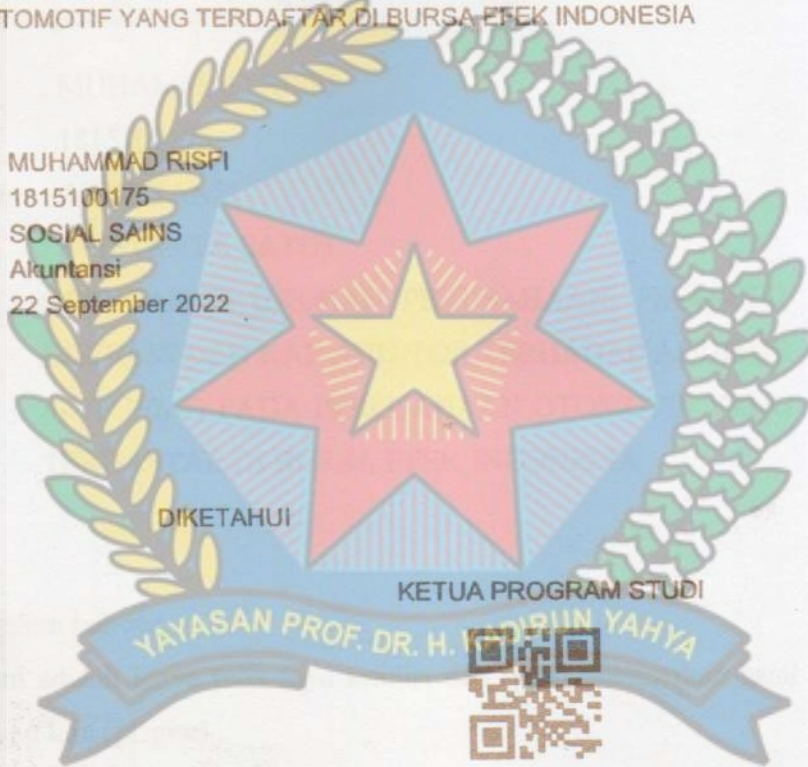 TOMOTIF YANG TERDAFTAR DI BURSA EFEK INDONESIA
MUHAMMAD RISFI
1815100175
SOSIAL SAINS
Akuntansi
22 September 2022
DIKETAHUI
KETUA PROGRAM STUDI
YAYASAN PROF. DR. H. KADIRUN YAHYA